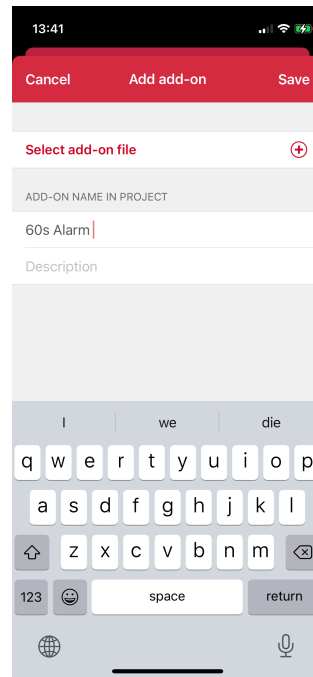 13:41
Cancel Add add-on Save
Select add-on file
ADD-ON NAME IN PROJECT
60s Alarm
Description
I we die
q w e r t y u i o p
a s d f g h j k l
z x c v b n m
123 space return